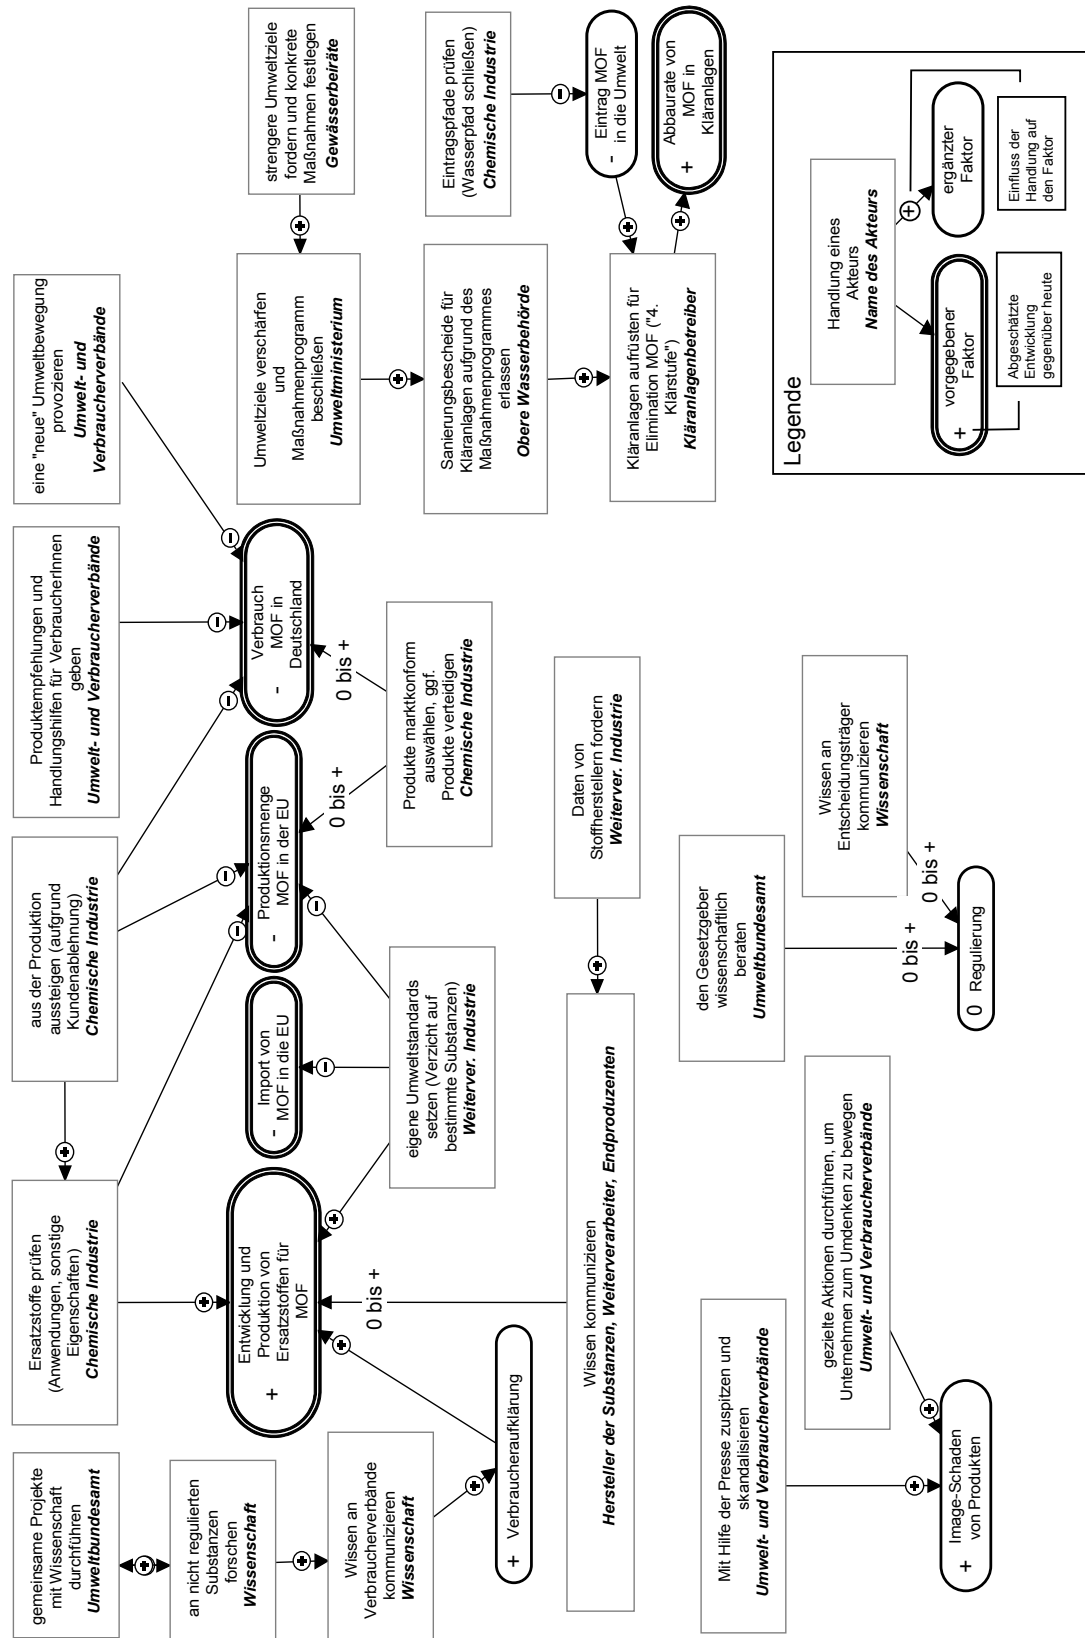 gemeinsame Projekte
mit Wissenschaft
durchführen
Umweltbundesamt
an nicht regulierten
Substanzen
forschen
Wissenschaft
Wissen an
Verbraucherverbände
kommunizieren
Wissenschaft
+ Verbraucheraufklärung
Ersatzstoffe prüfen
(Anwendungen, sonstige
Eigenschaften)
Chemische Industrie
aus der Produktion
aussteigen (aufgrund
Kundenablehnung)
Chemische Industrie
Produktempfehlungen und
Handlungshilfen für VerbraucherInnen
geben
Umwelt- und Verbraucherverbände
eine "neue" Umweltbewegung
provozieren
Umwelt- und
Verbraucherverbände
+
+
+
+
+
+
-
-
-
-
-
Entwicklung und
Produktion von
Ersatzstoffen für
MOF
+
Import von
MOF in die EU
-
Produktionsmenge
MOF in der EU
-
Verbrauch
MOF in
Deutschland
-
0 bis +
+
-
-
0 bis +
0 bis +
eigene Umweltstandards
setzen (Verzicht auf
bestimmte Substanzen)
Weiterver. Industrie
Produkte marktkonform
auswählen, ggf.
Produkte verteidigen
Chemische Industrie
Wissen kommunizieren
Hersteller der Substanzen, Weiterverarbeiter, Endproduzenten
+
Daten von
Stoffherstellern fordern
Weiterver. Industrie
strengere Umweltziele
fordern und konkrete
Maßnahmen festlegen
Gewässerbeiräte
+
Umweltziele verschärfen
und
Maßnahmenprogramm
beschließen
Umweltministerium
+
Sanierungsbescheide für
Kläranlagen aufgrund des
Maßnahmenprogrammes
erlassen
Obere Wasserbehörde
+
Kläranlagen aufrüsten für
Elimination MOF ("4.
Klärstufe")
Kläranlagenbetreiber
Eintragspfade prüfen
(Wasserpfad schließen)
Chemische Industrie
-
Eintrag MOF
in die Umwelt
-
+
+
Abbaurate von
MOF in
Kläranlagen
+
Mit Hilfe der Presse zuspitzen und
skandalisieren
Umwelt- und Verbraucherverbände
gezielte Aktionen durchführen, um
Unternehmen zum Umdenken zu bewegen
Umwelt- und Verbraucherverbände
+
+
Image-Schaden
von Produkten
+
den Gesetzgeber
wissenschaftlich
beraten
Umweltbundesamt
Wissen an
Entscheidungsträger
kommunizieren
Wissenschaft
0 bis +
0 bis +
0 Regulierung
Legende
Handlung eines
Akteurs
Name des Akteurs
+
vorgegebener
Faktor
+
ergänzter
Faktor
Abgeschätzte
Entwicklung
gegenüber heute
Einfluss der
Handlung auf
den Faktor